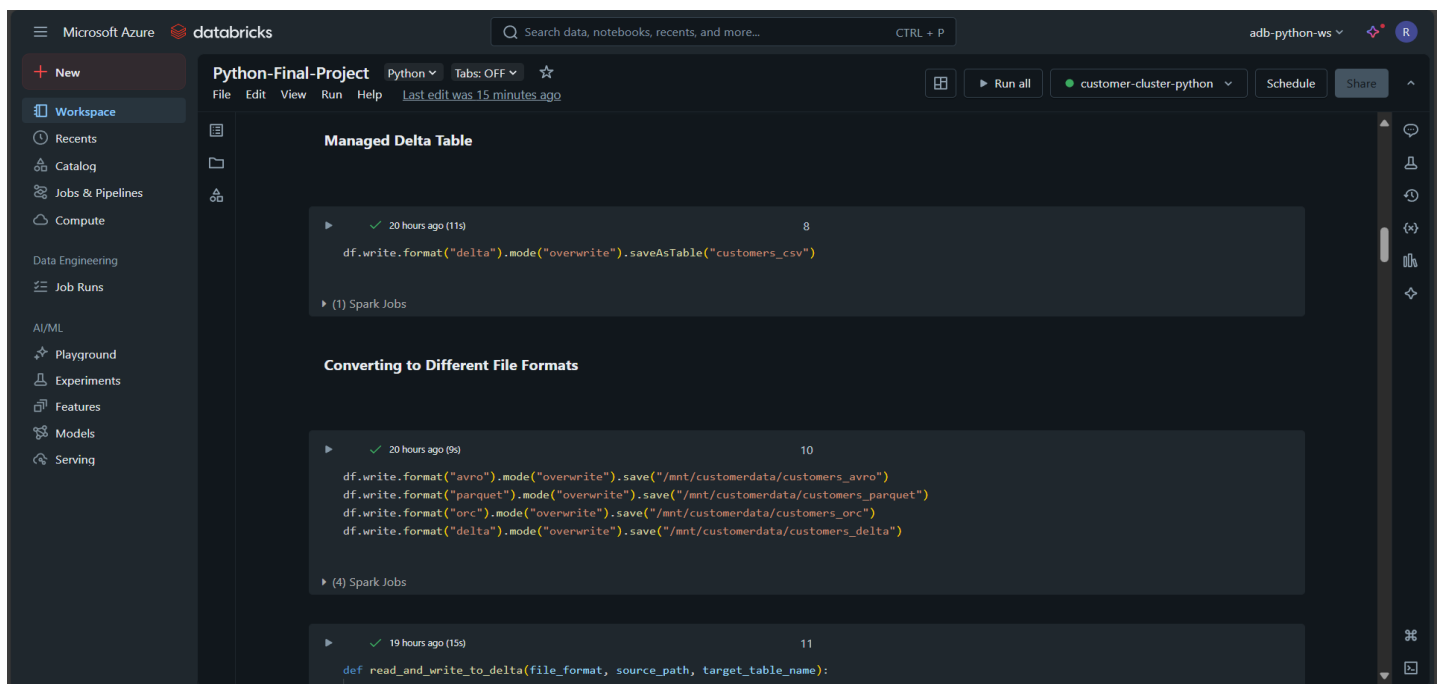 Microsoft Azure databricks
Search data, notebooks, recents, and more... CTRL + P
adb-python-ws
R
New
Workspace
Recents
Catalog
Jobs & Pipelines
Compute
Data Engineering
Job Runs
AI/ML
Playground
Experiments
Features
Models
Serving
Python-Final-Project Python Tabs: OFF
File Edit View Run Help Last edit was 15 minutes ago
Run all customer-cluster-python Schedule Share
Managed Delta Table
20 hours ago (11s) 8
df.write.format("delta").mode("overwrite").saveAsTable("customers_csv")
(1) Spark Jobs
Converting to Different File Formats
20 hours ago (9s) 10
df.write.format("avro").mode("overwrite").save("/mnt/customerdata/customers_avro")
df.write.format("parquet").mode("overwrite").save("/mnt/customerdata/customers_parquet")
df.write.format("orc").mode("overwrite").save("/mnt/customerdata/customers_orc")
df.write.format("delta").mode("overwrite").save("/mnt/customerdata/customers_delta")
(4) Spark Jobs
19 hours ago (15s) 11
def read_and_write_to_delta(file_format, source_path, target_table_name):